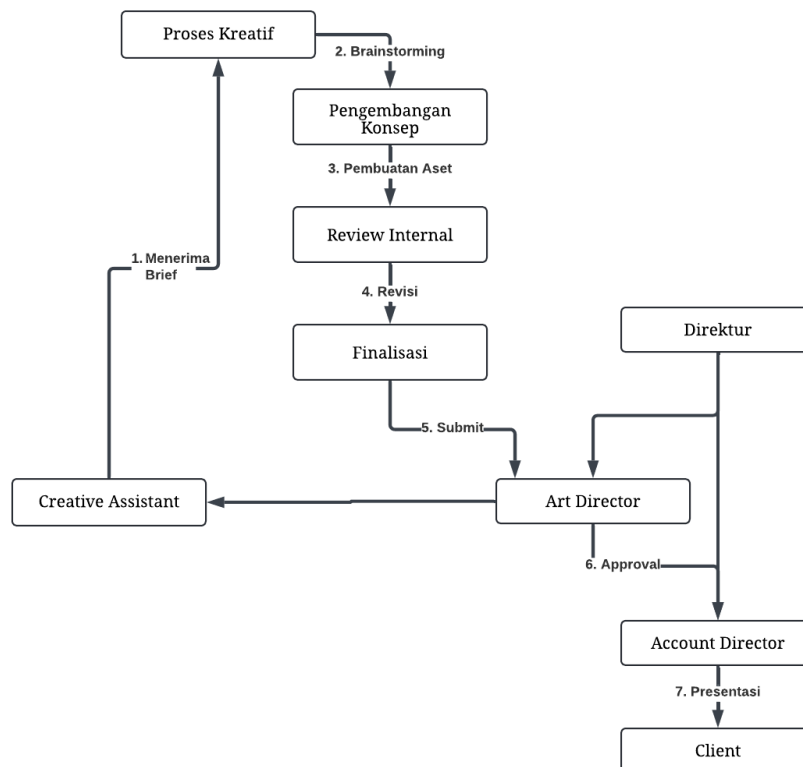 Proses Kreatif
2. Brainstorming
Pengembangan
Konsep
3. Pembuatan Aset
Review Internal
1. Menerima
Brief
4. Revisi
Direktur
Finalisasi
5. Submit
Creative Assistant
Art Director
6. Approval
Account Director
7. Presentasi
Client